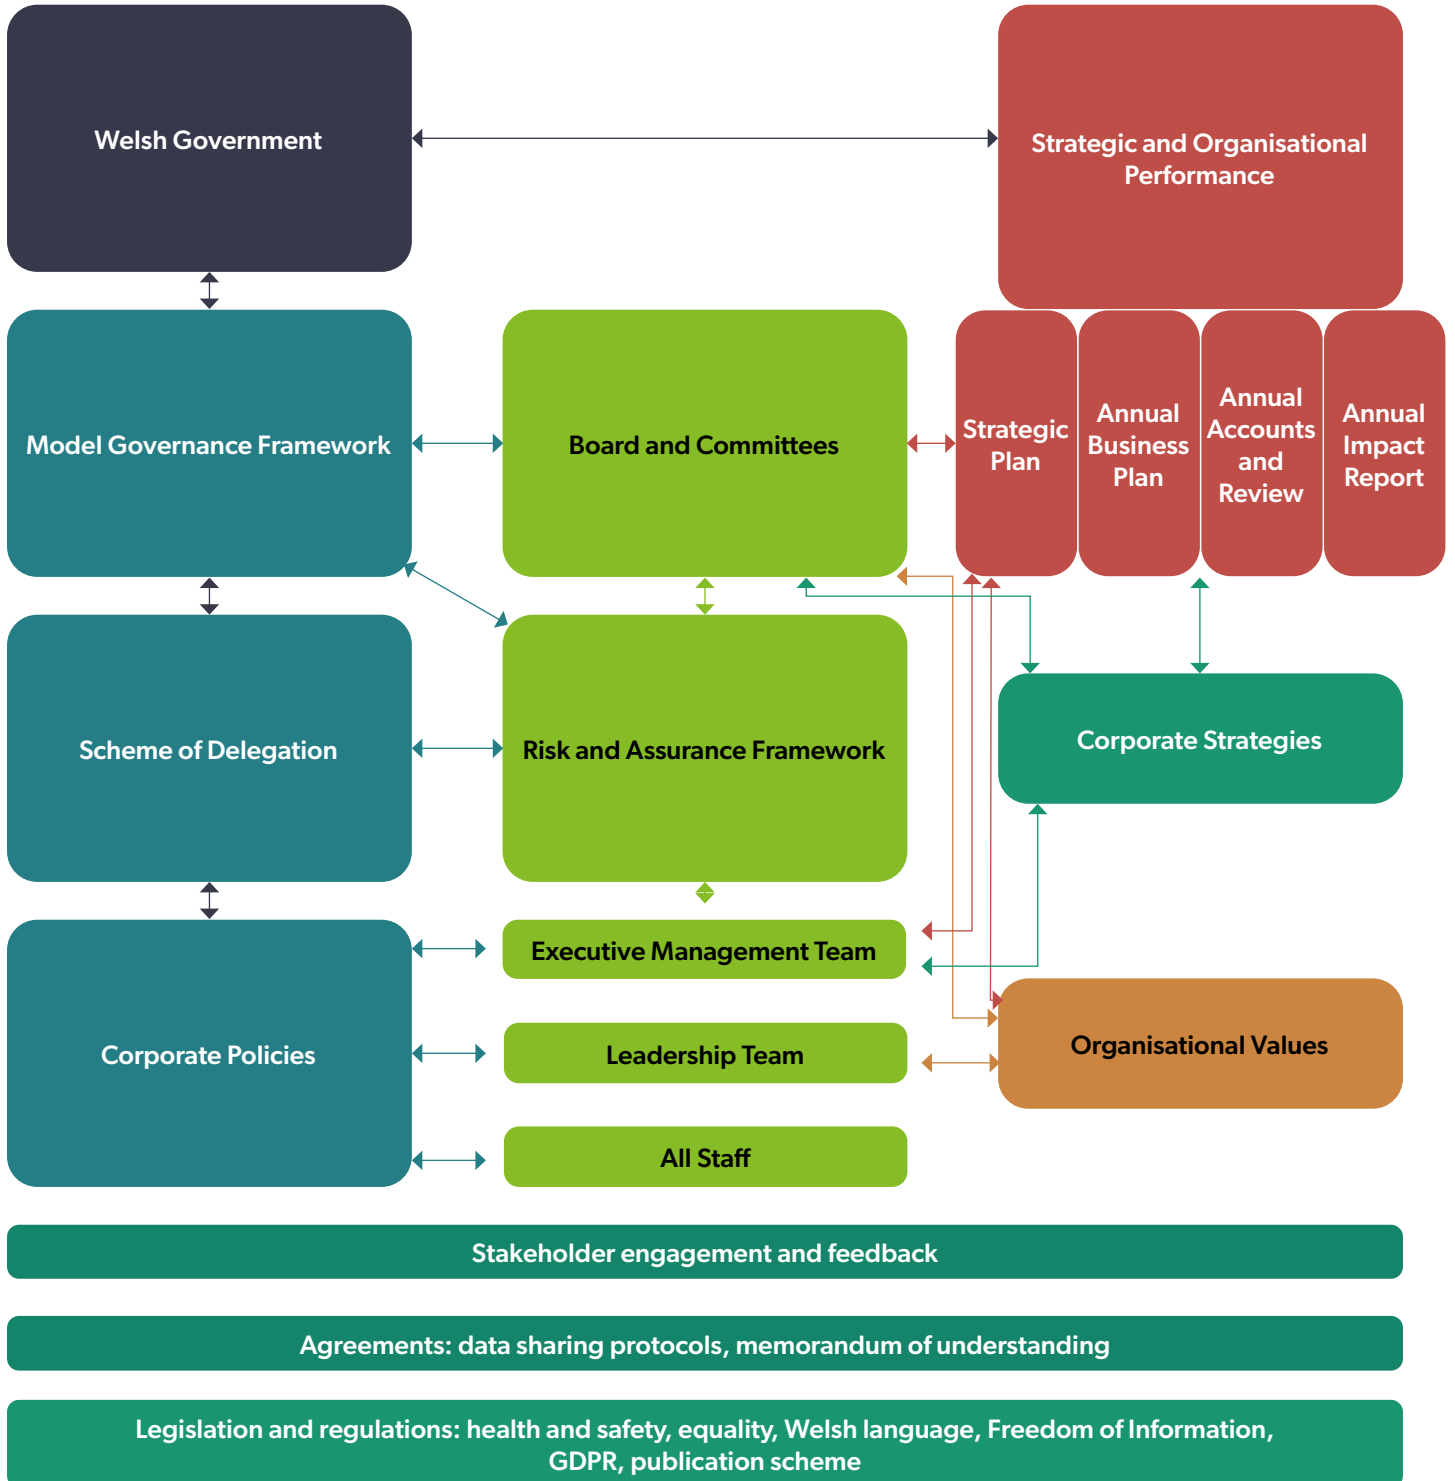 Welsh Government
Strategic and Organisational
Performance
Model Governance Framework
Board and Committees
Strategic
Plan
Annual
Business
Plan
Annual
Accounts
and
Review
Annual
Impact
Report
Scheme of Delegation
Risk and Assurance Framework
Corporate Strategies
Corporate Policies
Executive Management Team
Leadership Team
All Staff
Organisational Values
Stakeholder engagement and feedback
Agreements: data sharing protocols, memorandum of understanding
Legislation and regulations: health and safety, equality, Welsh language, Freedom of Information,
GDPR, publication scheme